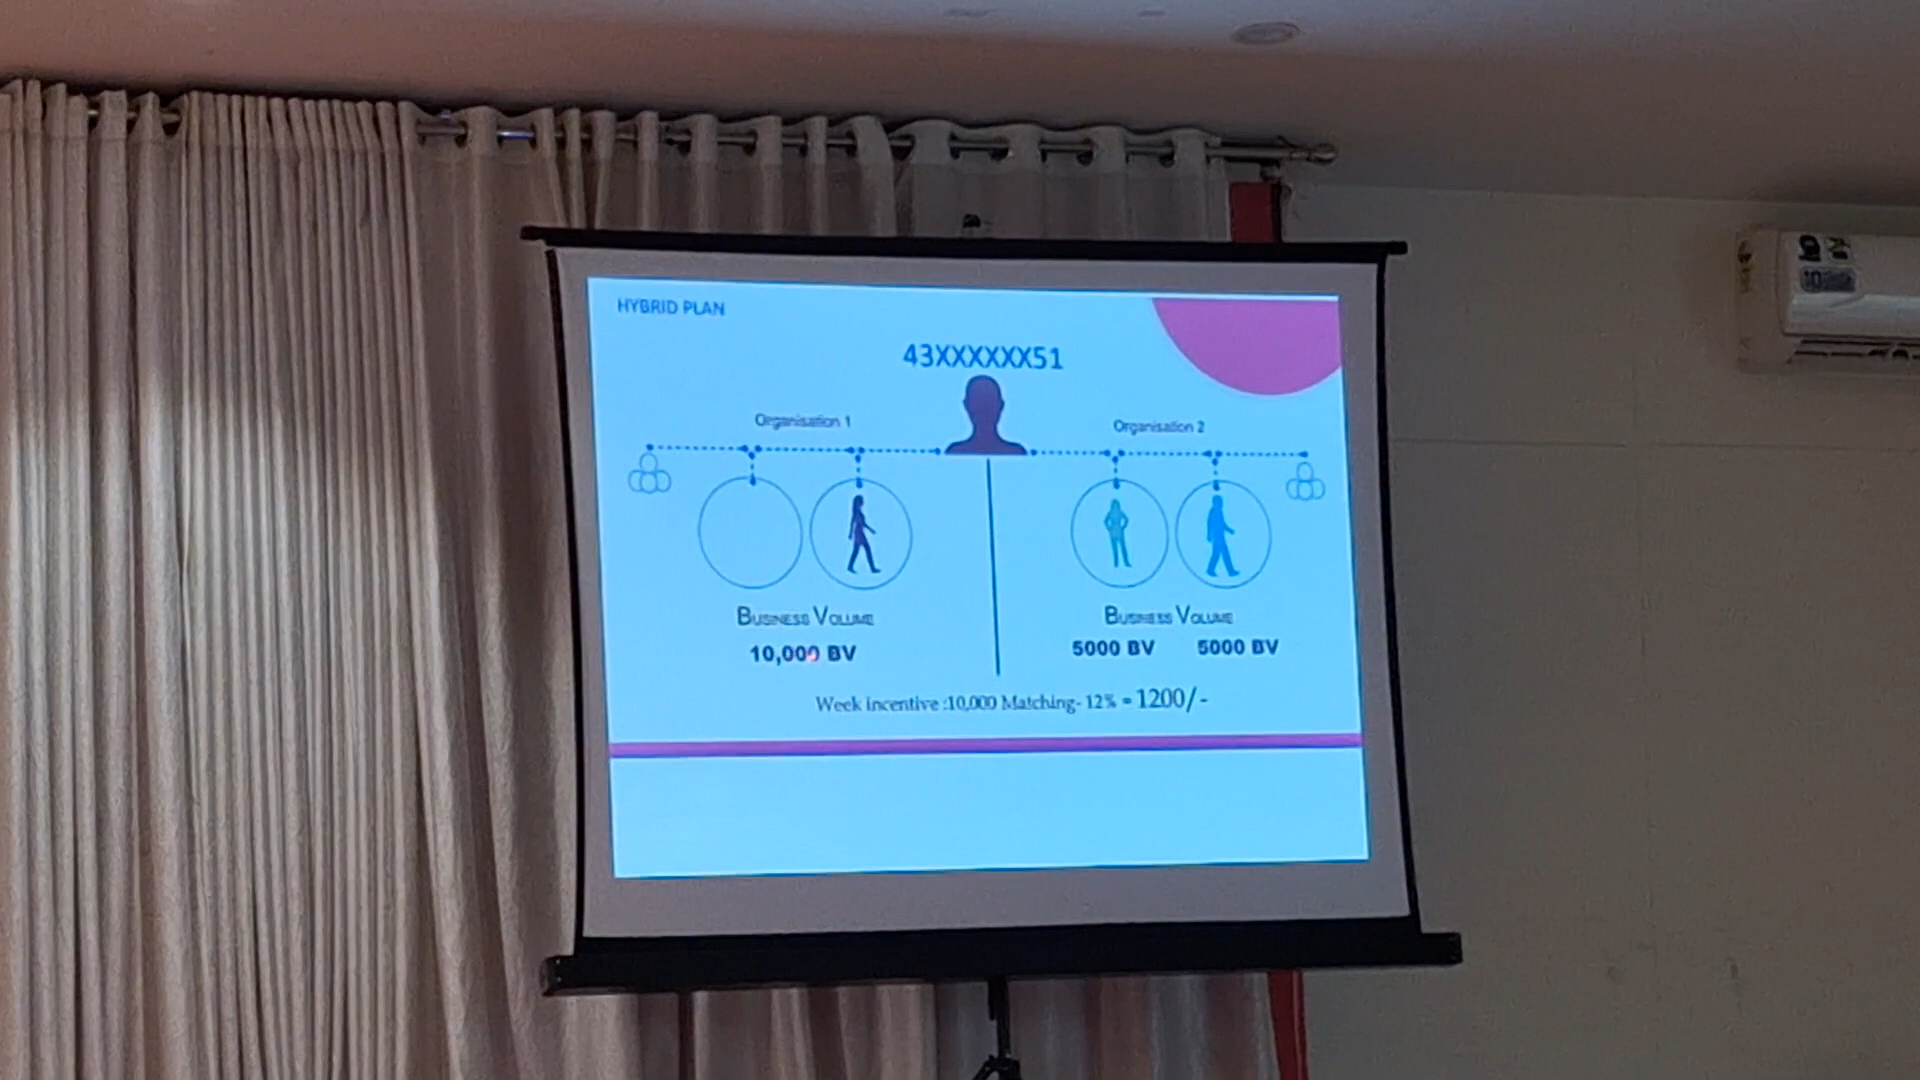 HYBRID PLAN
43XXXXXX51
Organisation 1
Organisation 2
BUSINESS VOLUME
BUSINESS VOLUME
10,000 BV
5000 BV 5000 BV
Week incentive :10,000 Matching- 12% = 1200/-